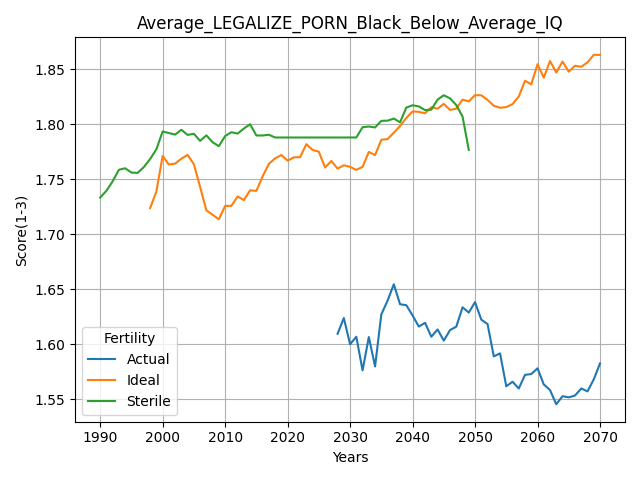 Average_LEGALIZE_PORN_Black_Below_Average_IQ
Score(1-3)
1.85
1.80
1.75
1.70
1.65
1.60
1.55
Fertility
Actual
Ideal
Sterile
1990 2000 2010 2020 2030 2040 2050 2060 2070
Years